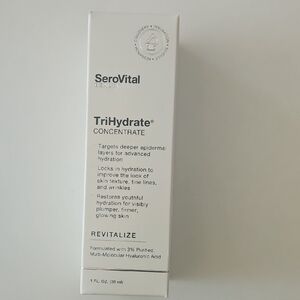 SeroVital
TriHydrate®
CONCENTRATE
Targets deeper epidermal
layers for advanced
hydration
Locks in hydration to
improve the look of
skin texture, fine lines,
and wrinkles
Restores youthful
hydration for visibly
plumper, firmer,
glowing skin
REVITALIZE
Formulated with 3% Purified,
Multi-Molecular Hyaluronic Acid
1 FL. OZ. (30 ml)